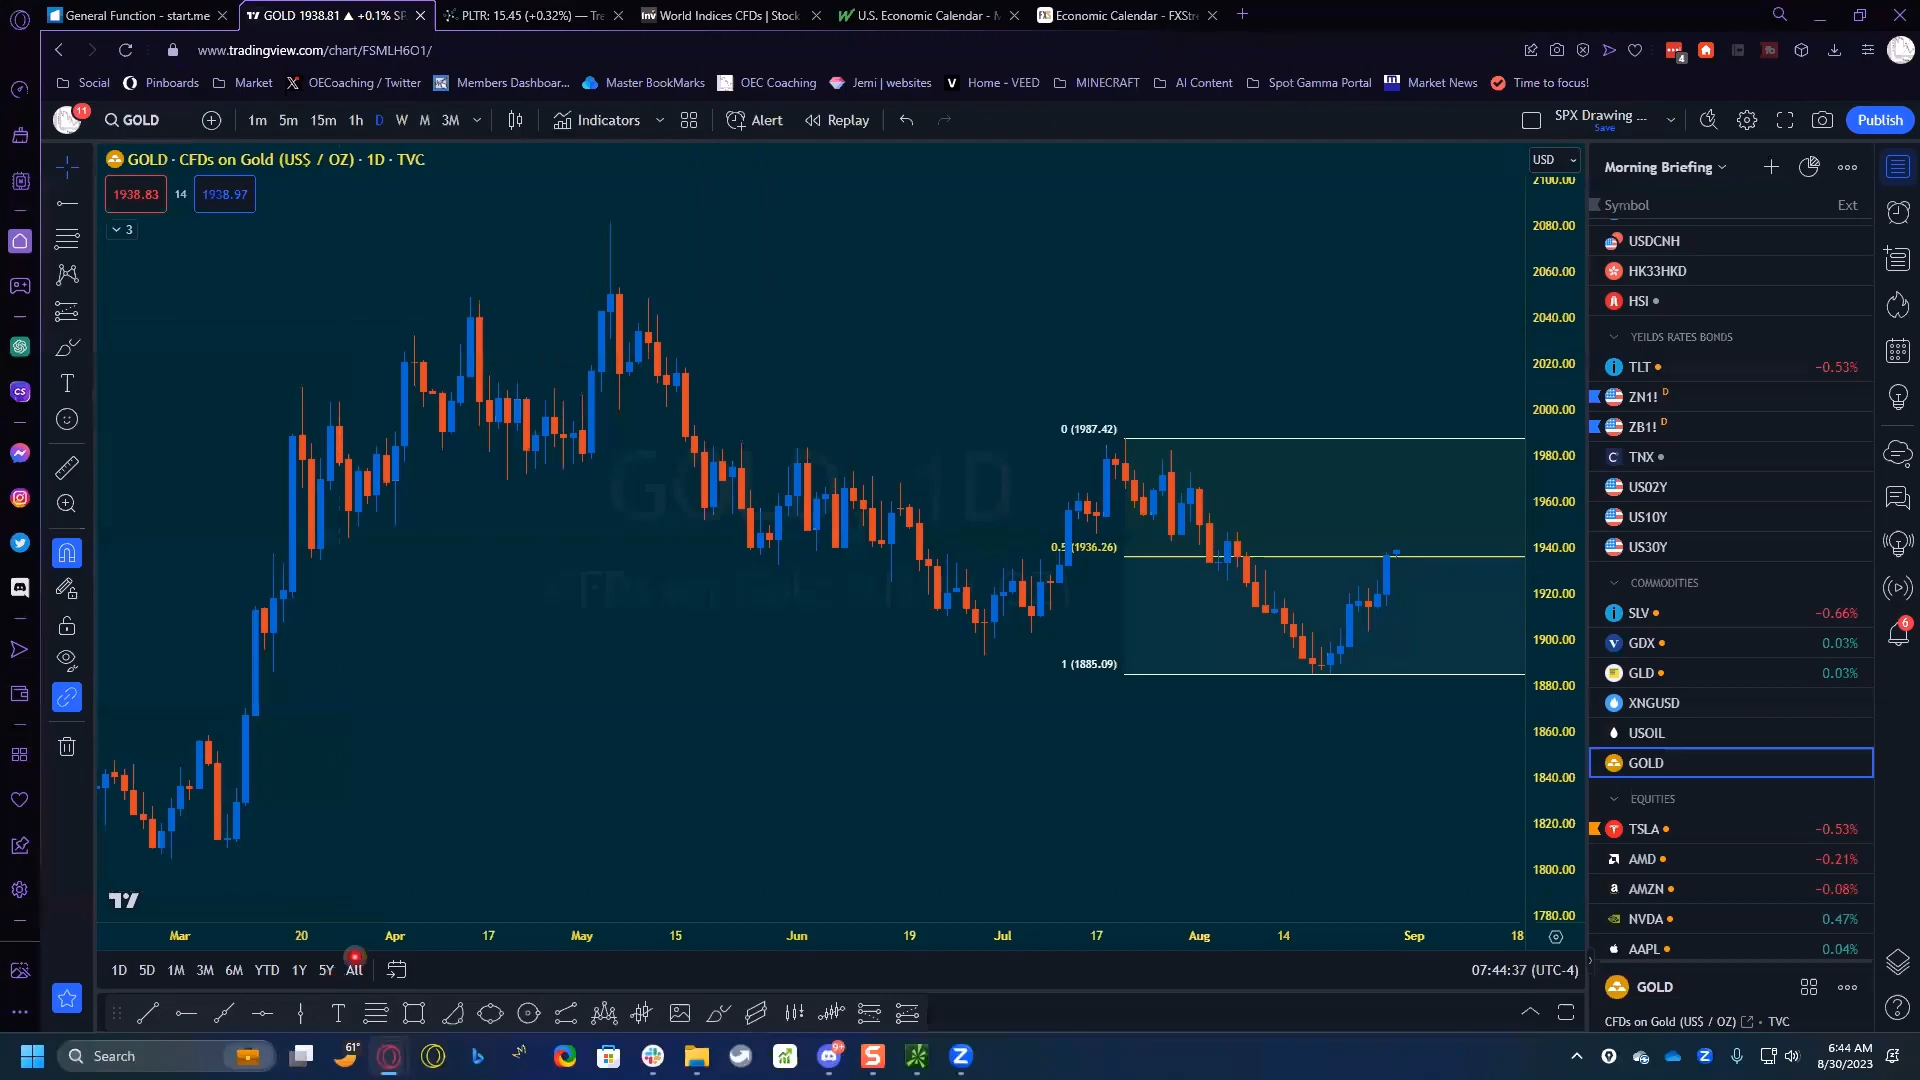 General Function - start.me
GOLD 1938.81 ▲ +0.1% SP
PLTR: 15.45 (+0.32%) — Tre
World Indices CFDs | Stock
U.S. Economic Calendar - M
Economic Calendar - FXStre
www.tradingview.com/chart/FSMLH6O1/
4
Social
Pinboards
Market
OECoaching / Twitter
Members Dashboar...
Master BookMarks
OEC Coaching
Jemi | websites
Home - VEED
MINECRAFT
AI Content
Spot Gamma Portal
Market News
Time to focus!
11
GOLD
1m 5m 15m 1h D W M 3M
Indicators
Alert
Replay
SPX Drawing ...
Save
Publish
GOLD · CFDs on Gold (US$ / OZ) · 1D · TVC
1938.83 14 1938.97
3
USD
2100.00
2080.00
2060.00
2040.00
2020.00
2000.00
1980.00
1960.00
1940.00
1920.00
1900.00
1880.00
1860.00
1840.00
1820.00
1800.00
1780.00
GOLD, 1D
0 (1987.42)
0.5 (1936.26)
1 (1885.09)
Mar 20 Apr 17 May 15 Jun 19 Jul 17 Aug 14 Sep 18
1D 5D 1M 3M 6M YTD 1Y 5Y All
07:44:37 (UTC-4)
Morning Briefing
Symbol Ext
USDCNH
HK33HKD
HSI
YEILDS RATES BONDS
TLT −0.53%
ZN1! D
ZB1! D
TNX
US02Y
US10Y
US30Y
COMMODITIES
SLV −0.66%
GDX 0.03%
GLD 0.03%
XNGUSD
USOIL
GOLD
EQUITIES
TSLA −0.53%
AMD −0.21%
AMZN −0.08%
NVDA 0.47%
AAPL 0.04%
GOLD
CFDs on Gold (US$ / OZ) • TVC
6
Search
61°
9+
6:44 AM
8/30/2023